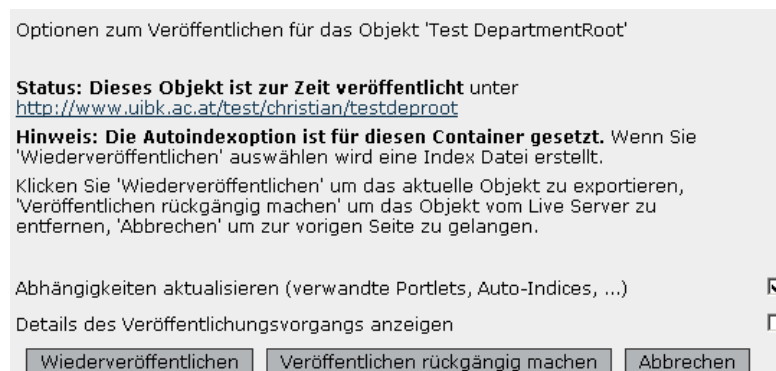 Optionen zum Veröffentlichen für das Objekt 'Test DepartmentRoot'
Status: Dieses Objekt ist zur Zeit veröffentlicht unter
http://www.uibk.ac.at/test/christian/testdeproot
Hinweis: Die Autoindexoption ist für diesen Container gesetzt. Wenn Sie
'Wiederveröffentlichen' auswählen wird eine Index Datei erstellt.
Klicken Sie 'Wiederveröffentlichen' um das aktuelle Objekt zu exportieren,
'Veröffentlichen rückgängig machen' um das Objekt vom Live Server zu
entfernen, 'Abbrechen' um zur vorigen Seite zu gelangen.
Abhängigkeiten aktualisieren (verwandte Portlets, Auto-Indices, ...)
Details des Veröffentlichungsvorgangs anzeigen
Wiederveröffentlichen Veröffentlichen rückgängig machen Abbrechen